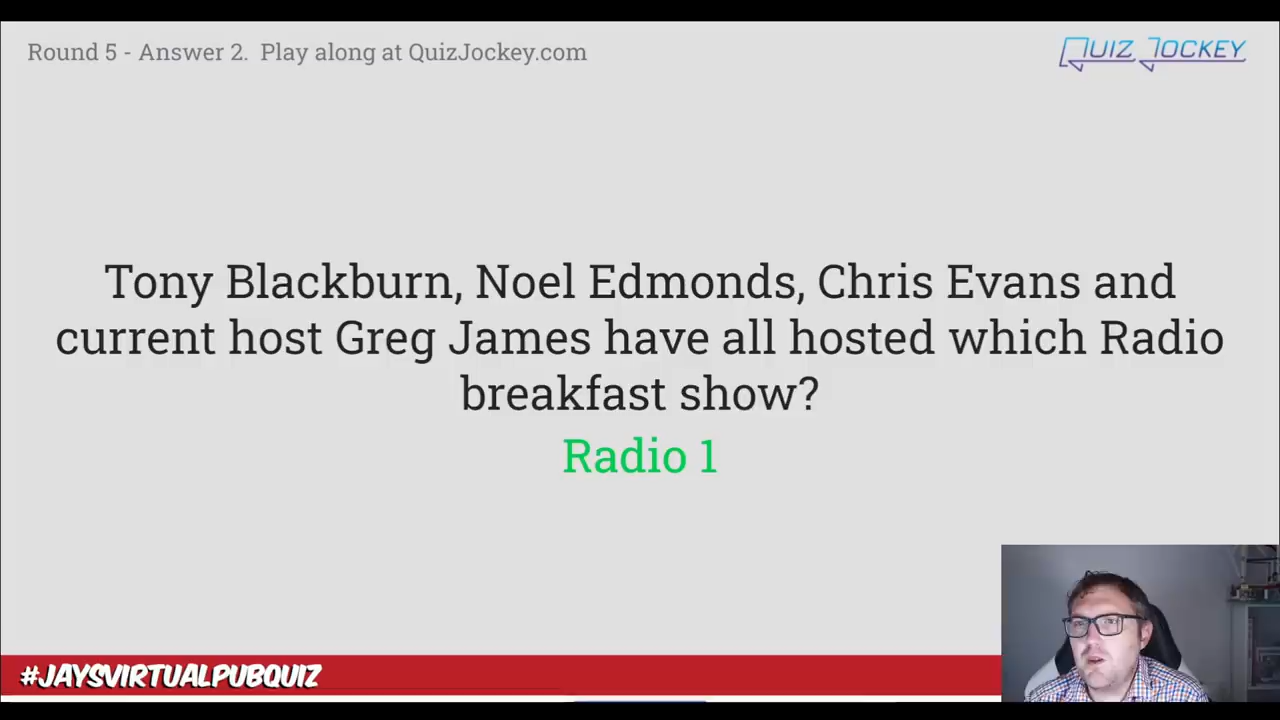 Round 5 - Answer 2.  Play along at QuizJockey.com
QUIZ JOCKEY
Tony Blackburn, Noel Edmonds, Chris Evans and
current host Greg James have all hosted which Radio
breakfast show?
Radio 1
#JAYSVIRTUALPUBQUIZ